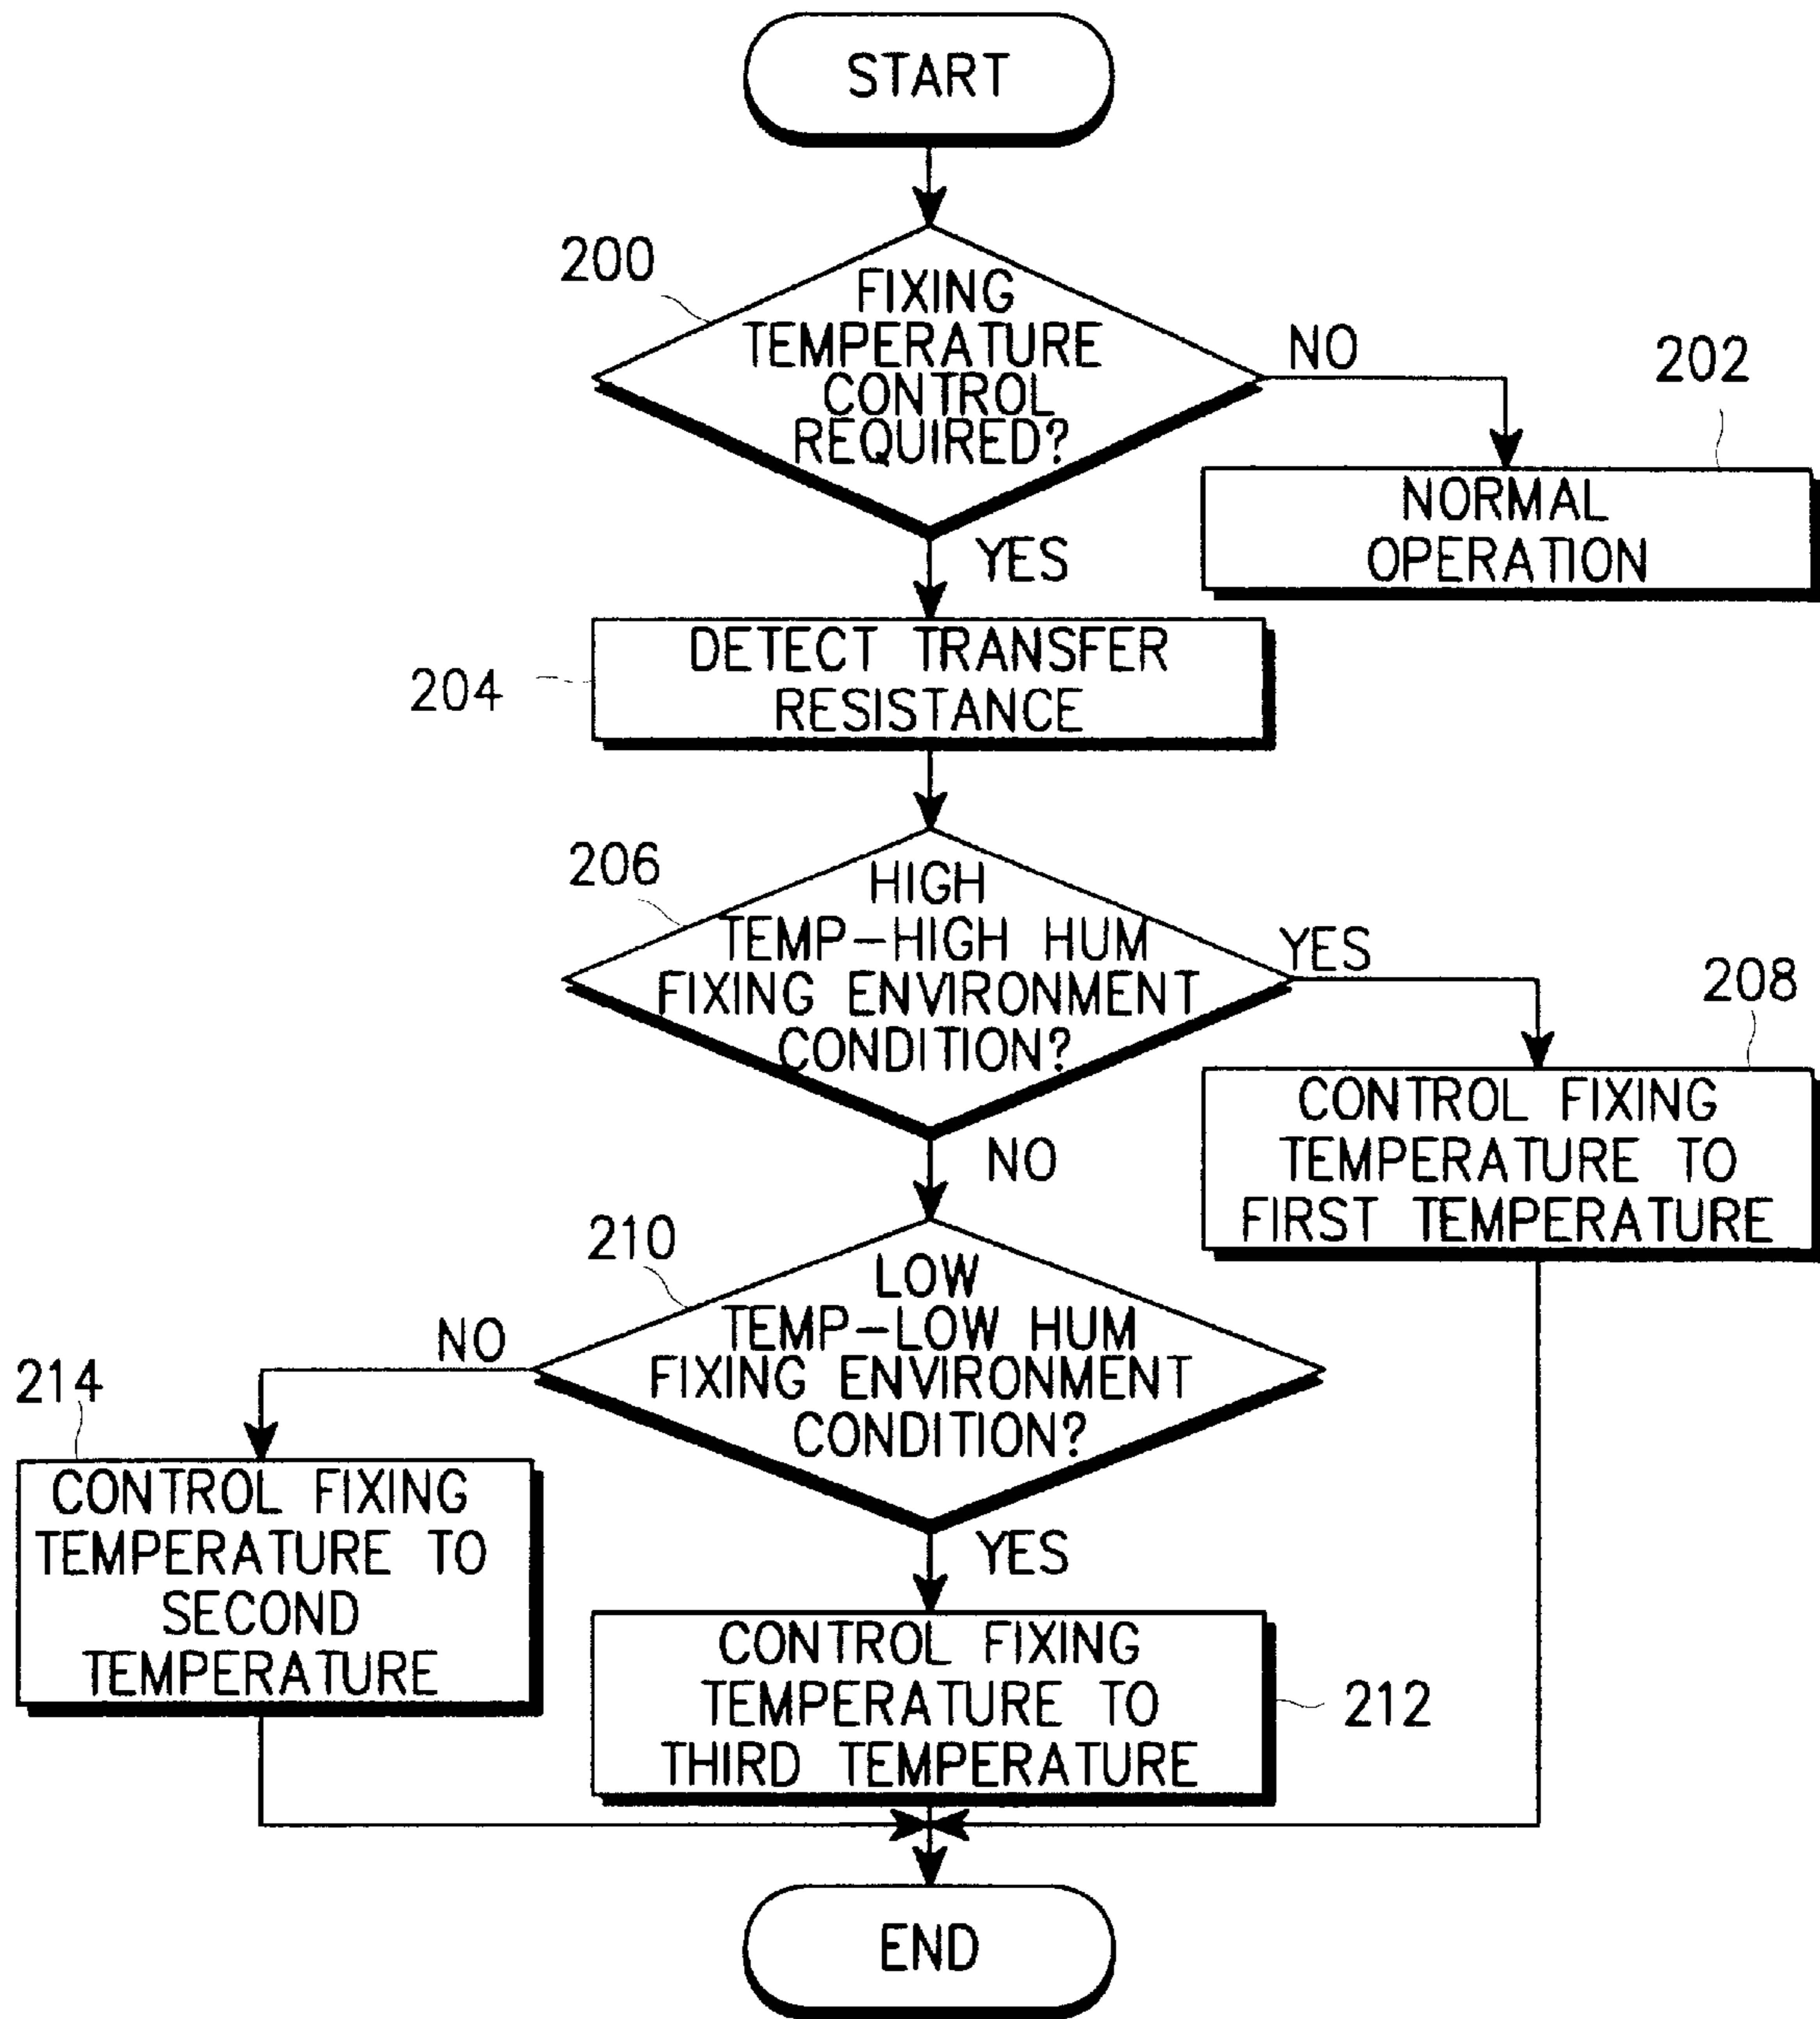 START
200
FIXING
TEMPERATURE
CONTROL
REQUIRED?
NO
202
NORMAL
OPERATION
YES
204
DETECT TRANSFER
RESISTANCE
206
HIGH
TEMP-HIGH HUM
FIXING ENVIRONMENT
CONDITION?
YES
208
CONTROL FIXING
TEMPERATURE TO
FIRST TEMPERATURE
NO
210
LOW
TEMP-LOW HUM
FIXING ENVIRONMENT
CONDITION?
NO
214
CONTROL FIXING
TEMPERATURE TO
SECOND
TEMPERATURE
YES
CONTROL FIXING
TEMPERATURE TO
THIRD TEMPERATURE
212
END